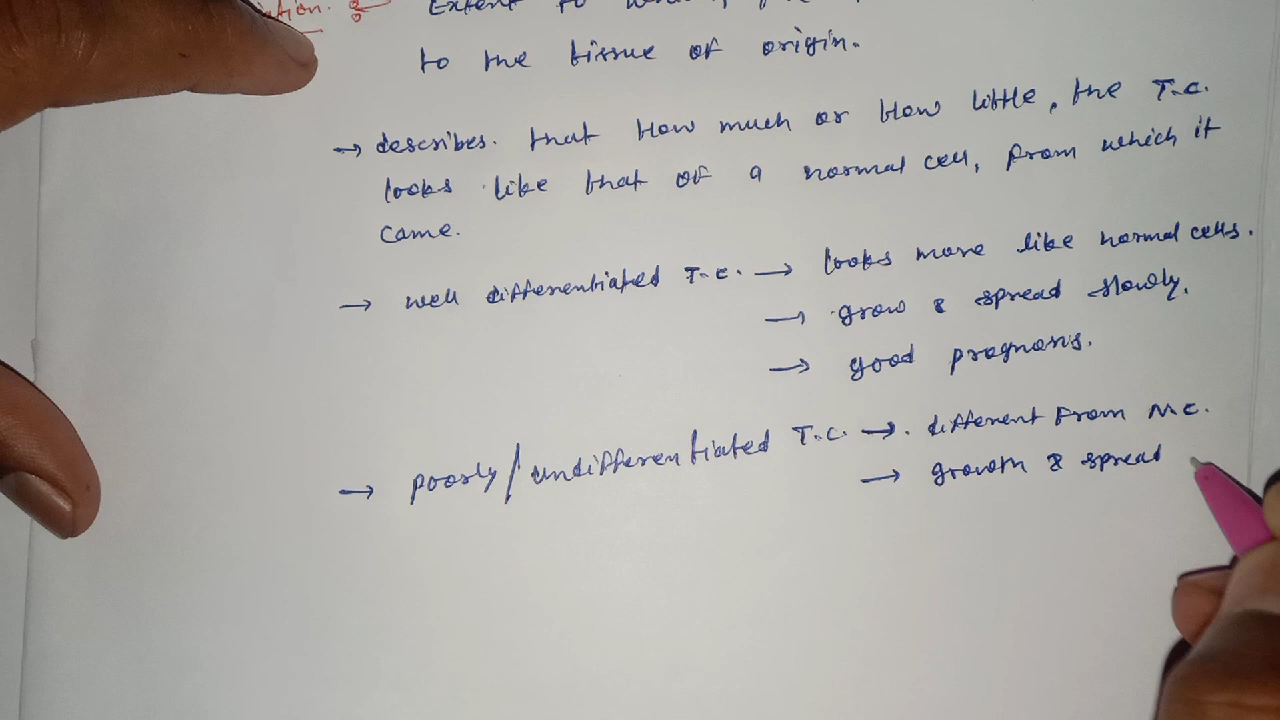 Extent to
to the tissue of origin.
→ describes. that How much or How little, the T.C.
looks like that of a normal cell, from which it
came.
→ well differentiated T.C. → looks more like normal cells.
→ grow & spread slowly.
→ good prognosis.
→ poorly/undifferentiated T.C. → different from N.C.
→ growth & spread